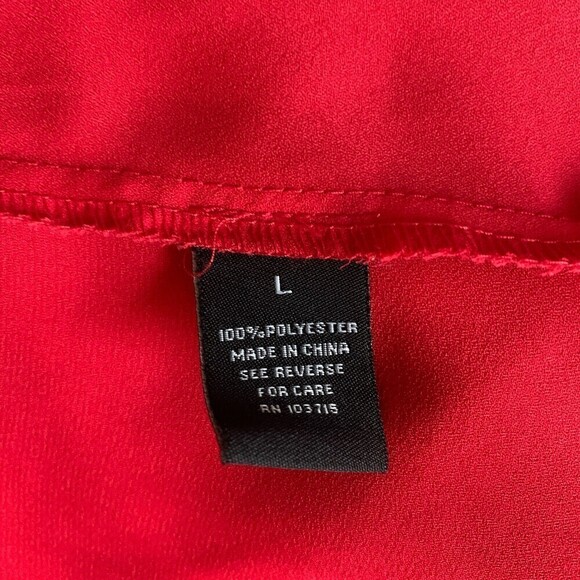 L
100%POLYESTER
MADE IN CHINA
SEE REVERSE
FOR CARE
RN 103715